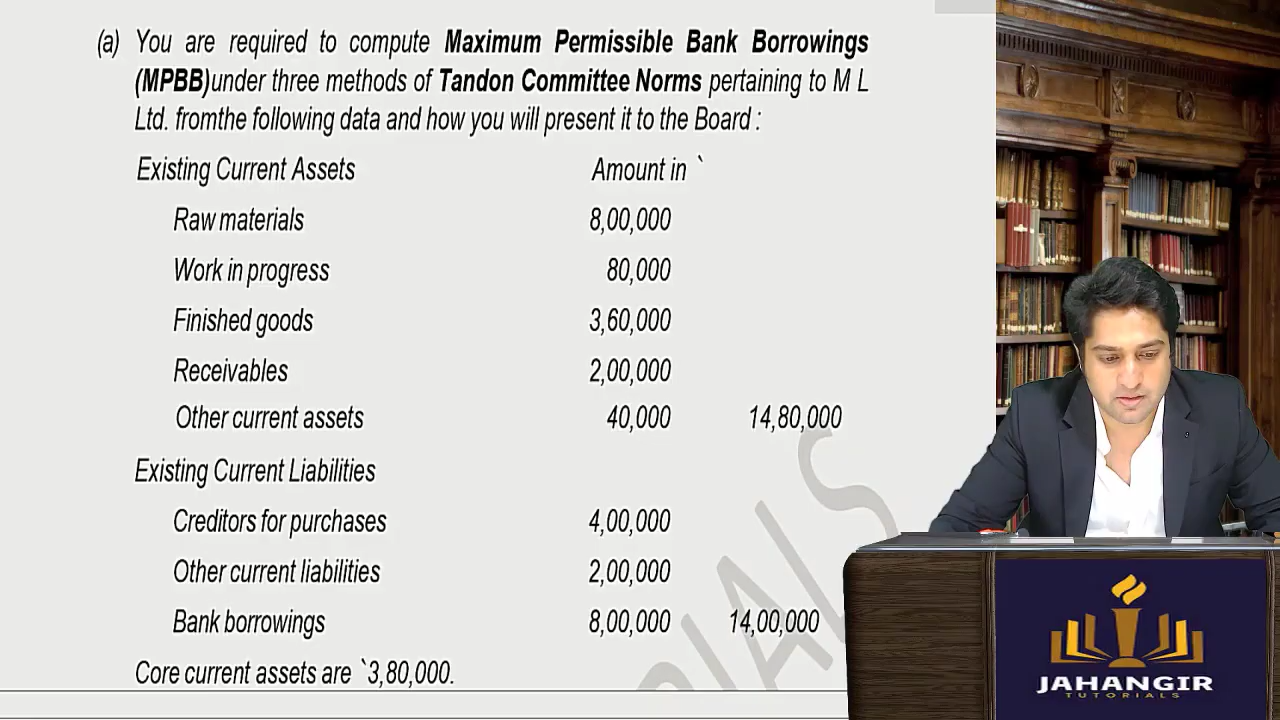 (a) You are required to compute Maximum Permissible Bank Borrowings
(MPBB)under three methods of Tandon Committee Norms pertaining to M L
Ltd. fromthe following data and how you will present it to the Board :
Existing Current Assets Amount in `
Raw materials 8,00,000
Work in progress 80,000
Finished goods 3,60,000
Receivables 2,00,000
Other current assets 40,000 14,80,000
Existing Current Liabilities
Creditors for purchases 4,00,000
Other current liabilities 2,00,000
Bank borrowings 8,00,000 14,00,000
Core current assets are `3,80,000.
RIALS
JAHANGIR
TUTORIALS